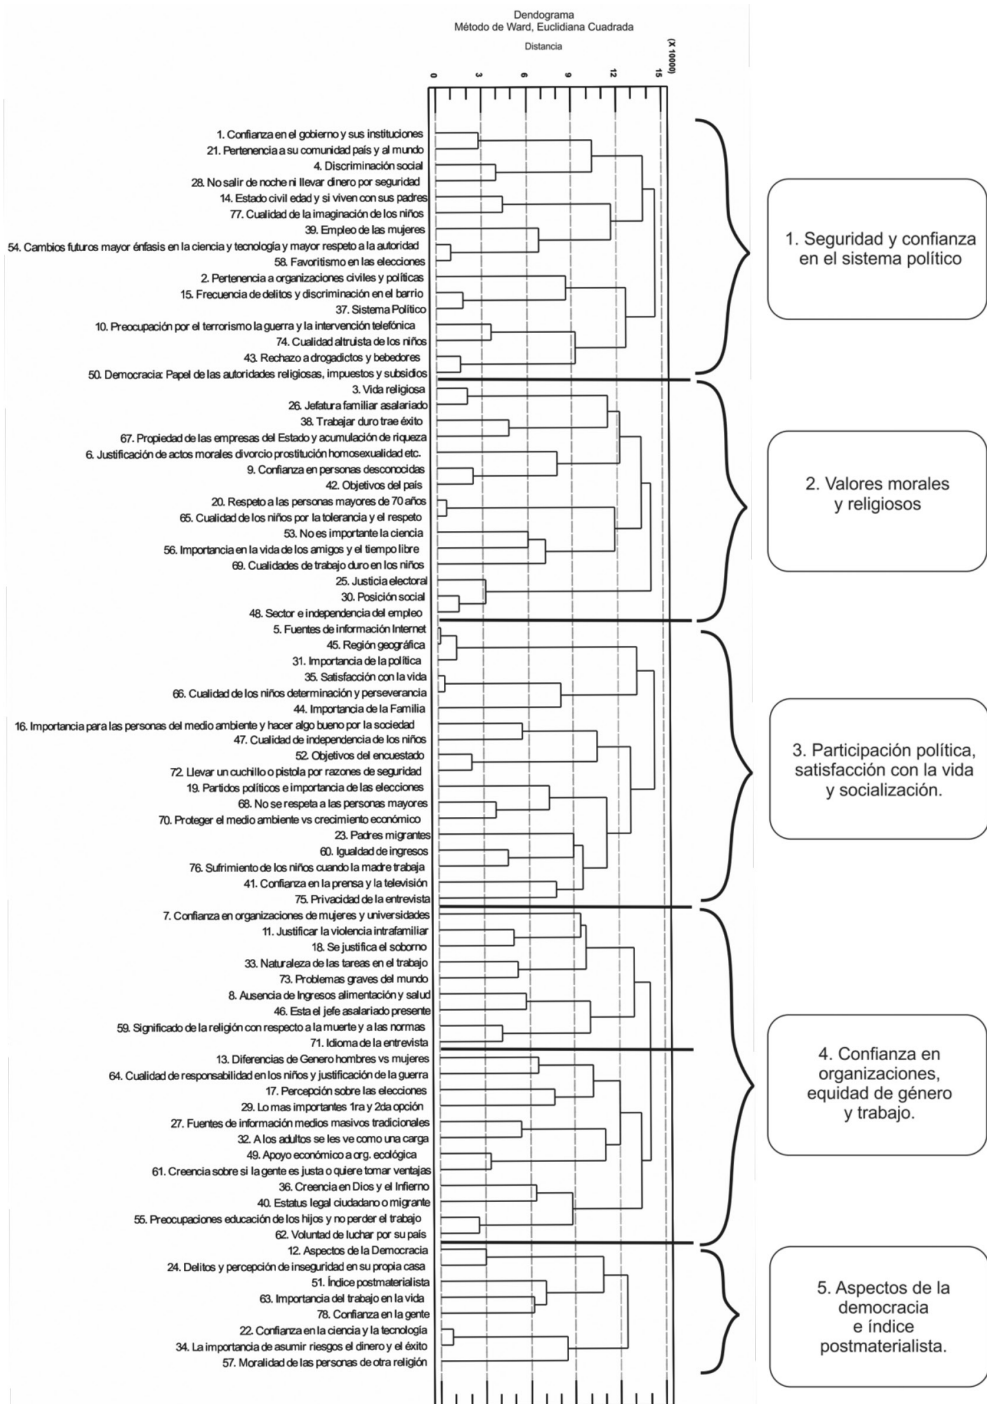 Dendograma
Método de Ward, Euclidiana Cuadrada
Distancia
(X 10000)
0 3 6 9 12 15
1. Confianza en el gobierno y sus instituciones
21. Pertenencia a su comunidad país y al mundo
4. Discriminación social
28. No salir de noche ni llevar dinero por seguridad
14. Estado civil edad y si viven con sus padres
77. Cualidad de la imaginación de los niños
39. Empleo de las mujeres
54. Cambios futuros mayor énfasis en la ciencia y tecnología y mayor respeto a la autoridad
58. Favoritismo en las elecciones
2. Pertenencia a organizaciones civiles y políticas
15. Frecuencia de delitos y discriminación en el barrio
37. Sistema Político
10. Preocupación por el terrorismo la guerra y la intervención telefónica
74. Cualidad altruista de los niños
43. Rechazo a drogadictos y bebedores
50. Democracia: Papel de las autoridades religiosas, impuestos y subsidios
1. Seguridad y confianza
en el sistema político
3. Vida religiosa
26. Jefatura familiar asalariado
38. Trabajar duro trae éxito
67. Propiedad de las empresas del Estado y acumulación de riqueza
6. Justificación de actos morales divorcio prostitución homosexualidad etc.
9. Confianza en personas desconocidas
42. Objetivos del país
20. Respeto a las personas mayores de 70 años
65. Cualidad de los niños por la tolerancia y el respeto
53. No es importante la ciencia
56. Importancia en la vida de los amigos y el tiempo libre
69. Cualidades de trabajo duro en los niños
25. Justicia electoral
30. Posición social
48. Sector e independencia del empleo
2. Valores morales
y religiosos
5. Fuentes de información Internet
45. Región geográfica
31. Importancia de la política
35. Satisfacción con la vida
66. Cualidad de los niños determinación y perseverancia
44. Importancia de la Familia
16. Importancia para las personas del medio ambiente y hacer algo bueno por la sociedad
47. Cualidad de independencia de los niños
52. Objetivos del encuestado
72. Llevar un cuchillo o pistola por razones de seguridad
19. Partidos políticos e importancia de las elecciones
68. No se respeta a las personas mayores
70. Proteger el medio ambiente vs crecimiento económico
23. Padres migrantes
60. Igualdad de ingresos
76. Sufrimiento de los niños cuando la madre trabaja
41. Confianza en la prensa y la televisión
75. Privacidad de la entrevista
3. Participación política,
satisfacción con la vida
y socialización.
7. Confianza en organizaciones de mujeres y universidades
11. Justificar la violencia intrafamiliar
18. Se justifica el soborno
33. Naturaleza de las tareas en el trabajo
73. Problemas graves del mundo
8. Ausencia de Ingresos alimentación y salud
46. Esta el jefe asalariado presente
59. Significado de la religión con respecto a la muerte y a las normas
71. Idioma de la entrevista
13. Diferencias de Genero hombres vs mujeres
64. Cualidad de responsabilidad en los niños y justificación de la guerra
17. Percepción sobre las elecciones
29. Lo mas importantes 1ra y 2da opción
27. Fuentes de información medios masivos tradicionales
32. A los adultos se les ve como una carga
49. Apoyo económico a org. ecológica
61. Creencia sobre si la gente es justa o quiere tomar ventajas
36. Creencia en Dios y el Infierno
40. Estatus legal ciudadano o migrante
55. Preocupaciones educación de los hijos y no perder el trabajo
62. Voluntad de luchar por su país
4. Confianza en
organizaciones,
equidad de género
y trabajo.
12. Aspectos de la Democracia
24. Delitos y percepción de inseguridad en su propia casa
51. Índice postmaterialista
63. Importancia del trabajo en la vida
78. Confianza en la gente
22. Confianza en la ciencia y la tecnología
34. La importancia de asumir riesgos el dinero y el éxito
57. Moralidad de las personas de otra religión
5. Aspectos de la
democracia
e índice
postmaterialista.